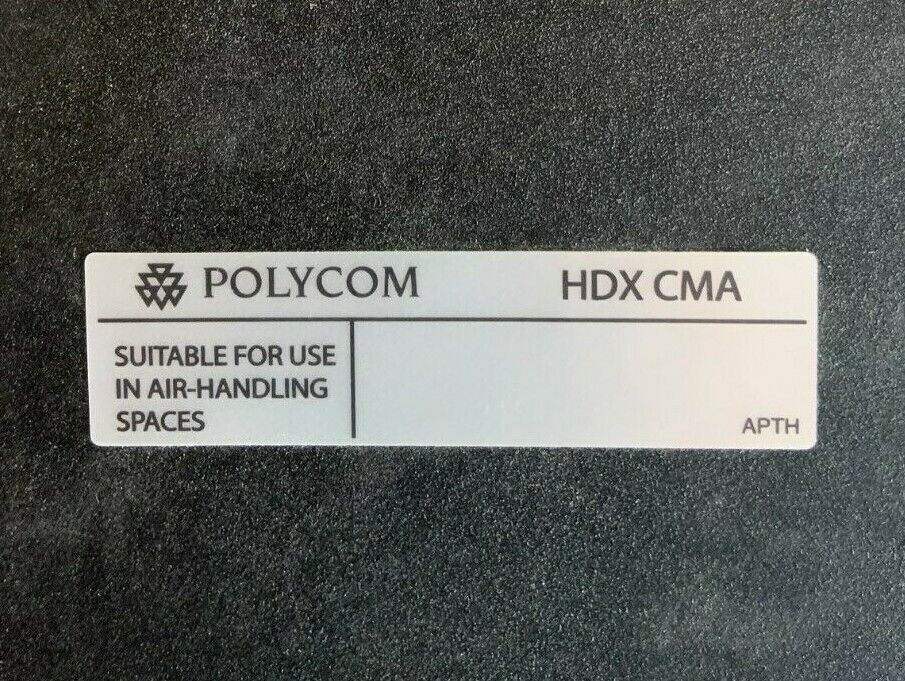 POLYCOM HDX CMA
SUITABLE FOR USE
IN AIR-HANDLING
SPACES
APTH